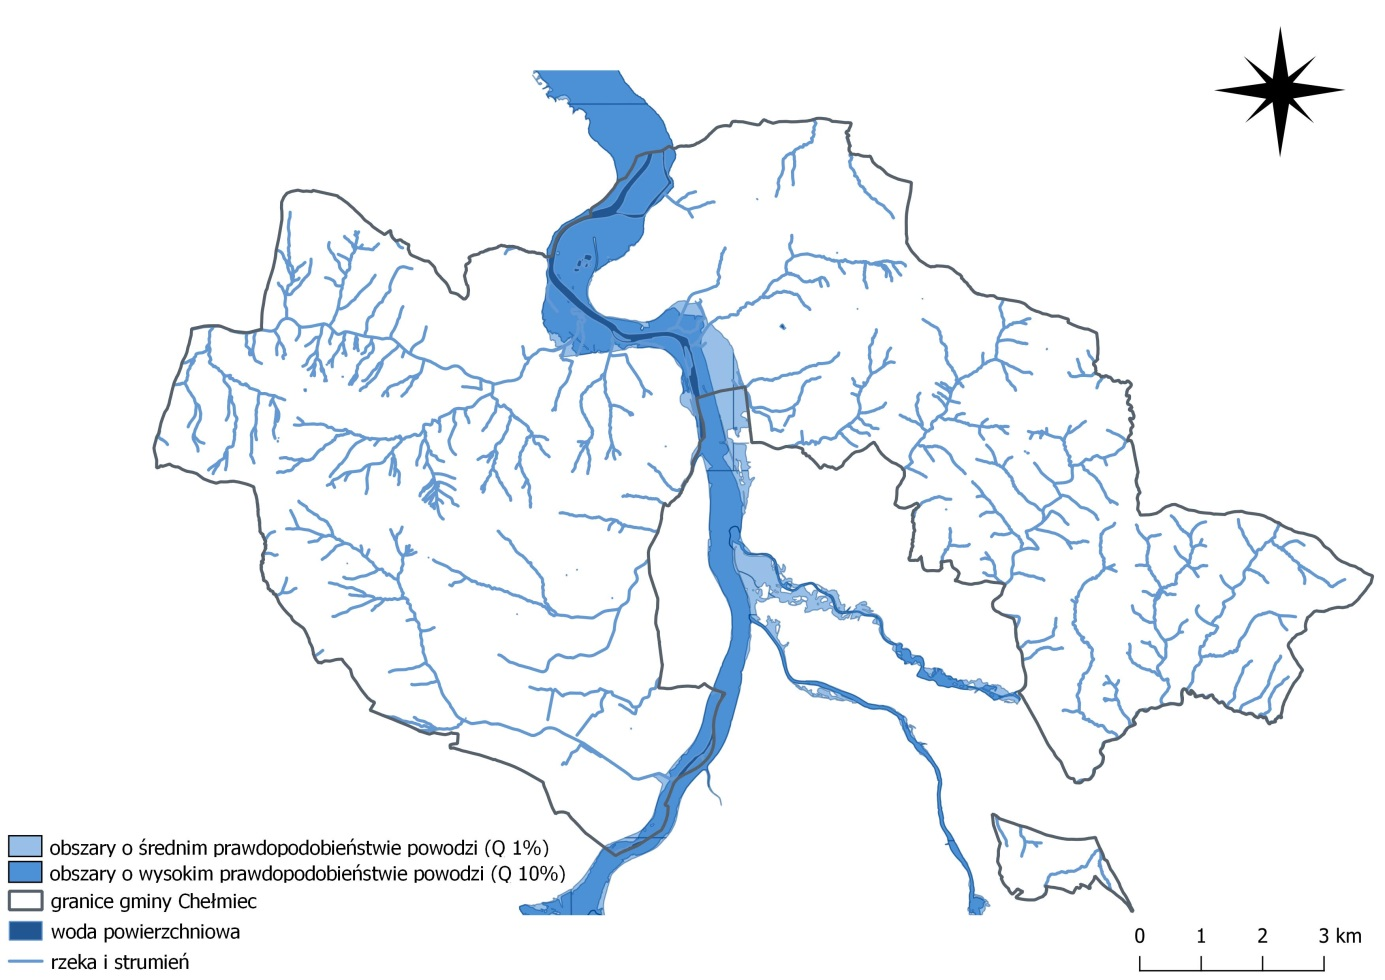 obszary o średnim prawdopodobieństwie powodzi (Q 1%)
obszary o wysokim prawdopodobieństwie powodzi (Q 10%)
granice gminy Chełmiec
woda powierzchniowa
rzeka i strumień
0 1 2 3 km